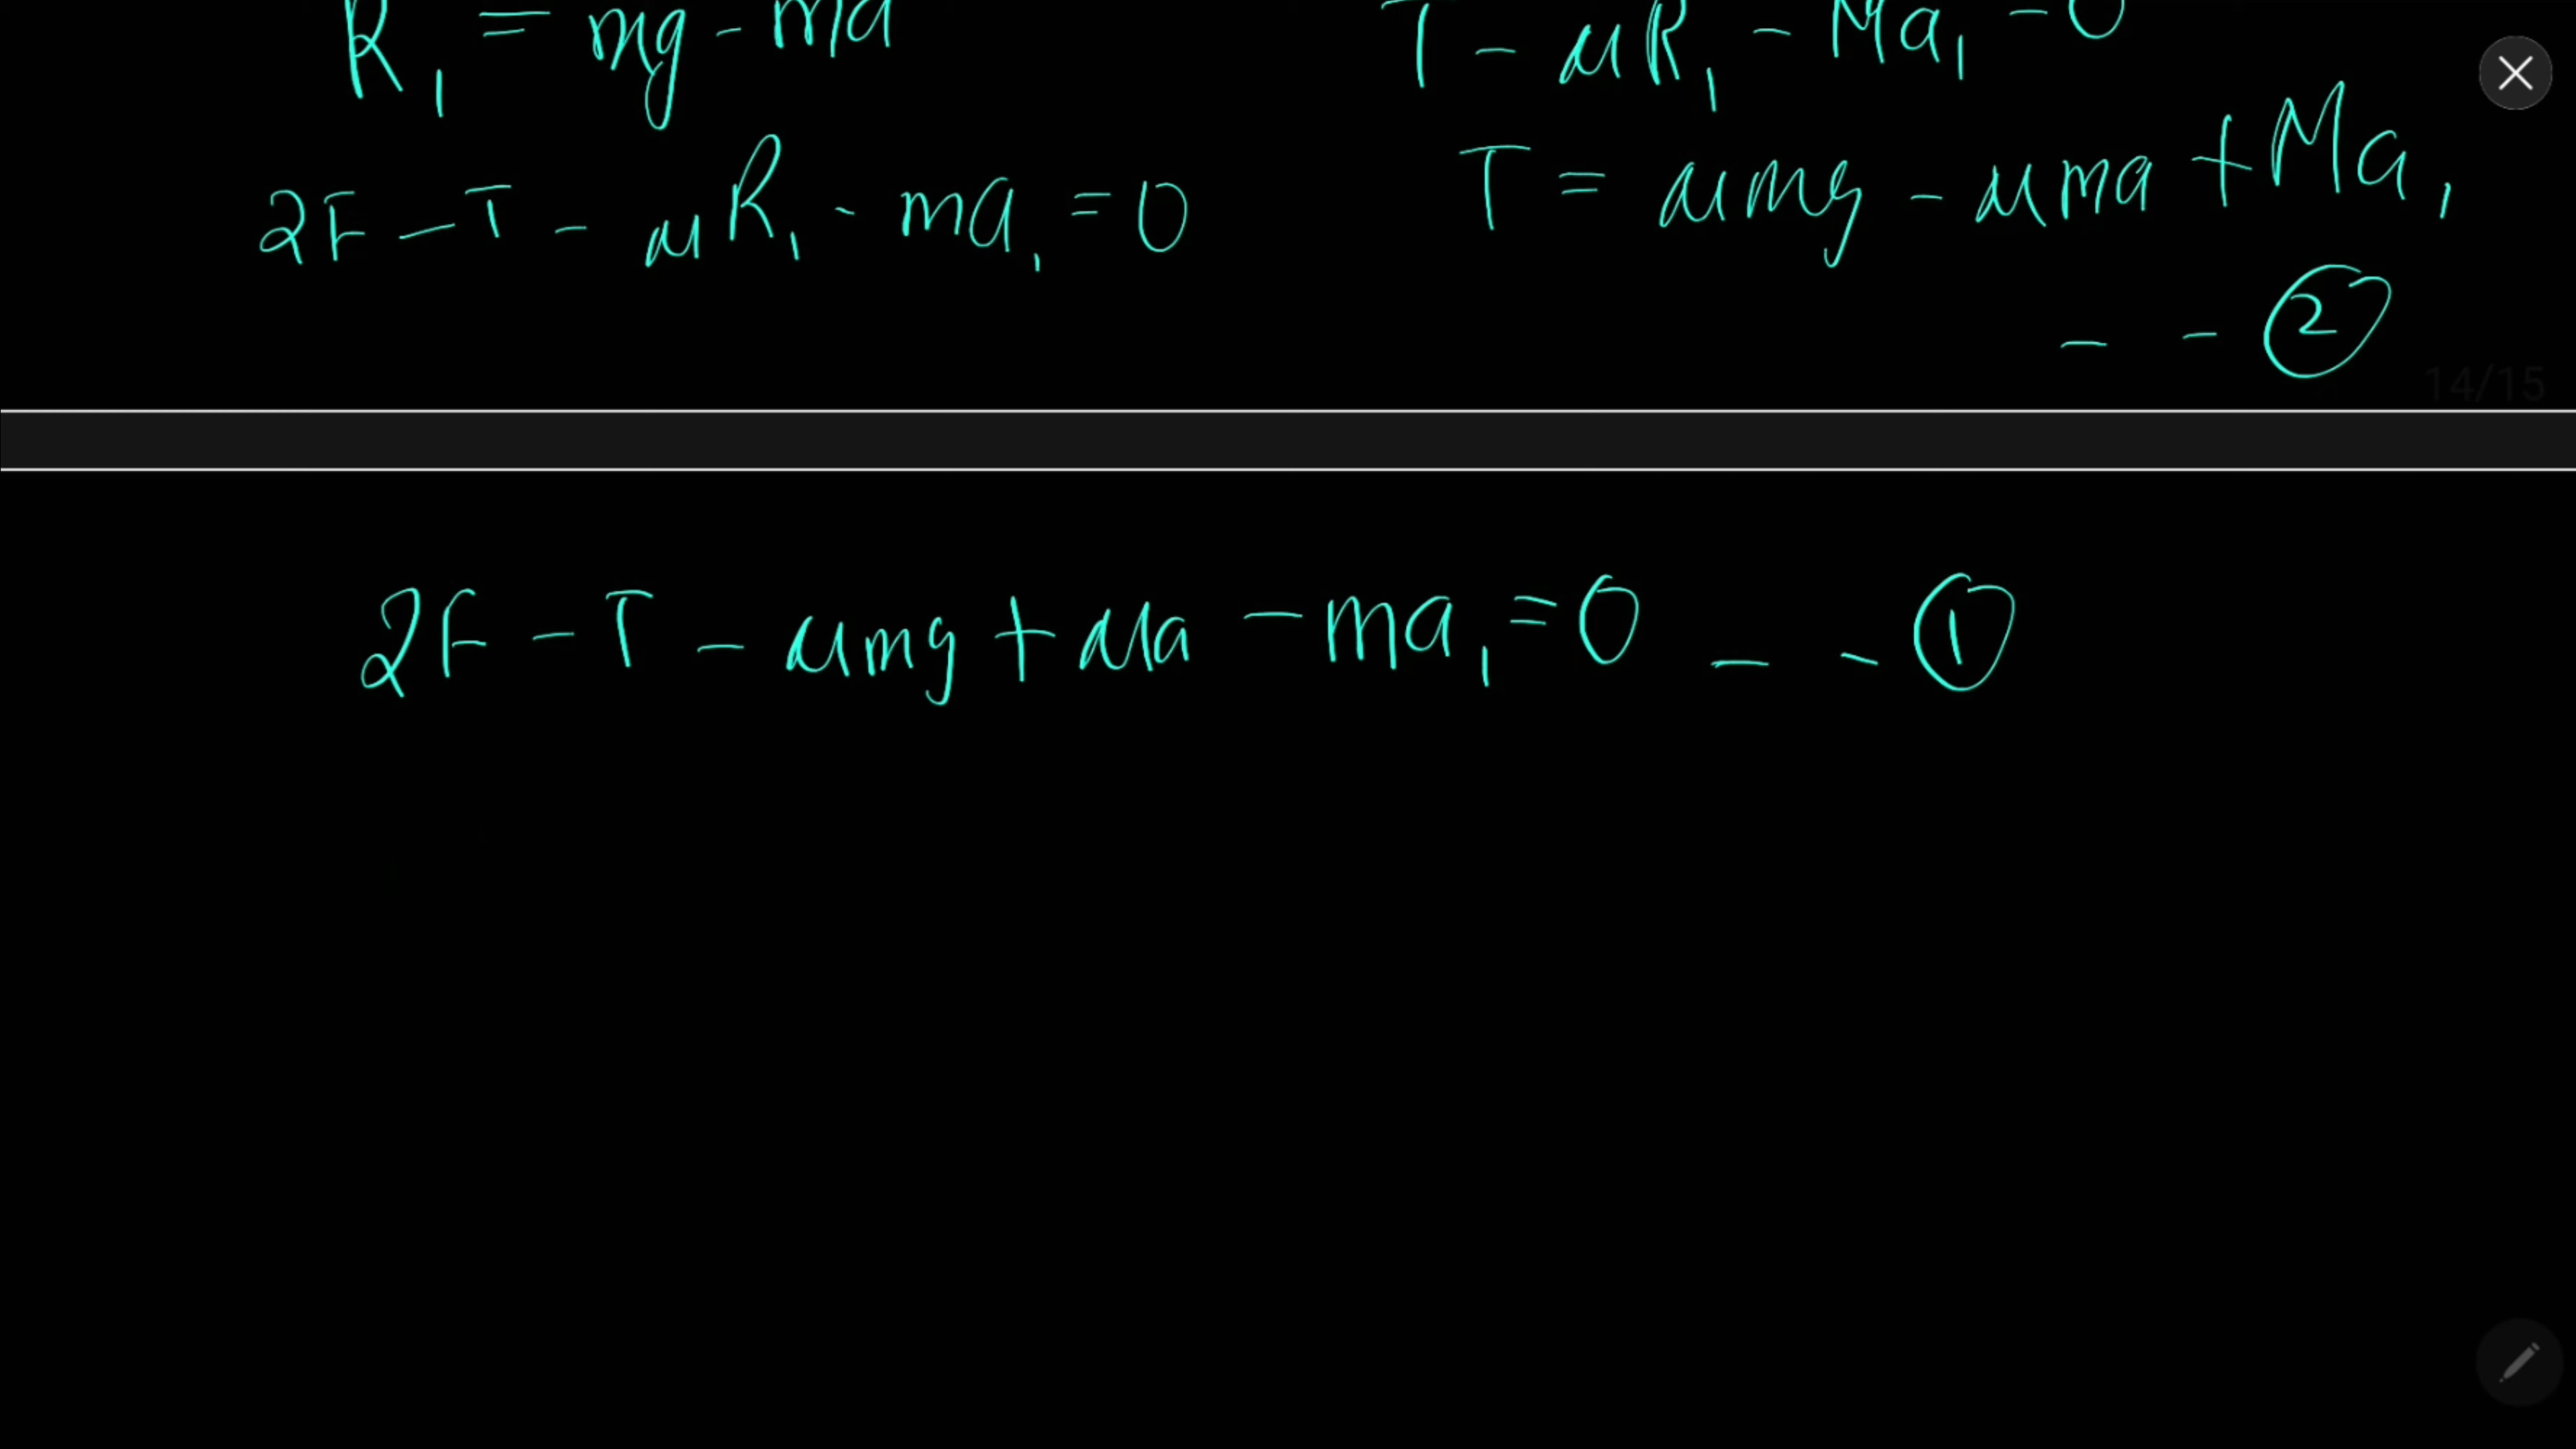 R₁ = mg - ma
2F - T - μR₁ - ma₁ = 0
T - μR₁ - Ma₁ = 0
T = μmg - μma + Ma₁
- - ②
14/15
2F - T - μmg + μa - ma₁ = 0 - - ①